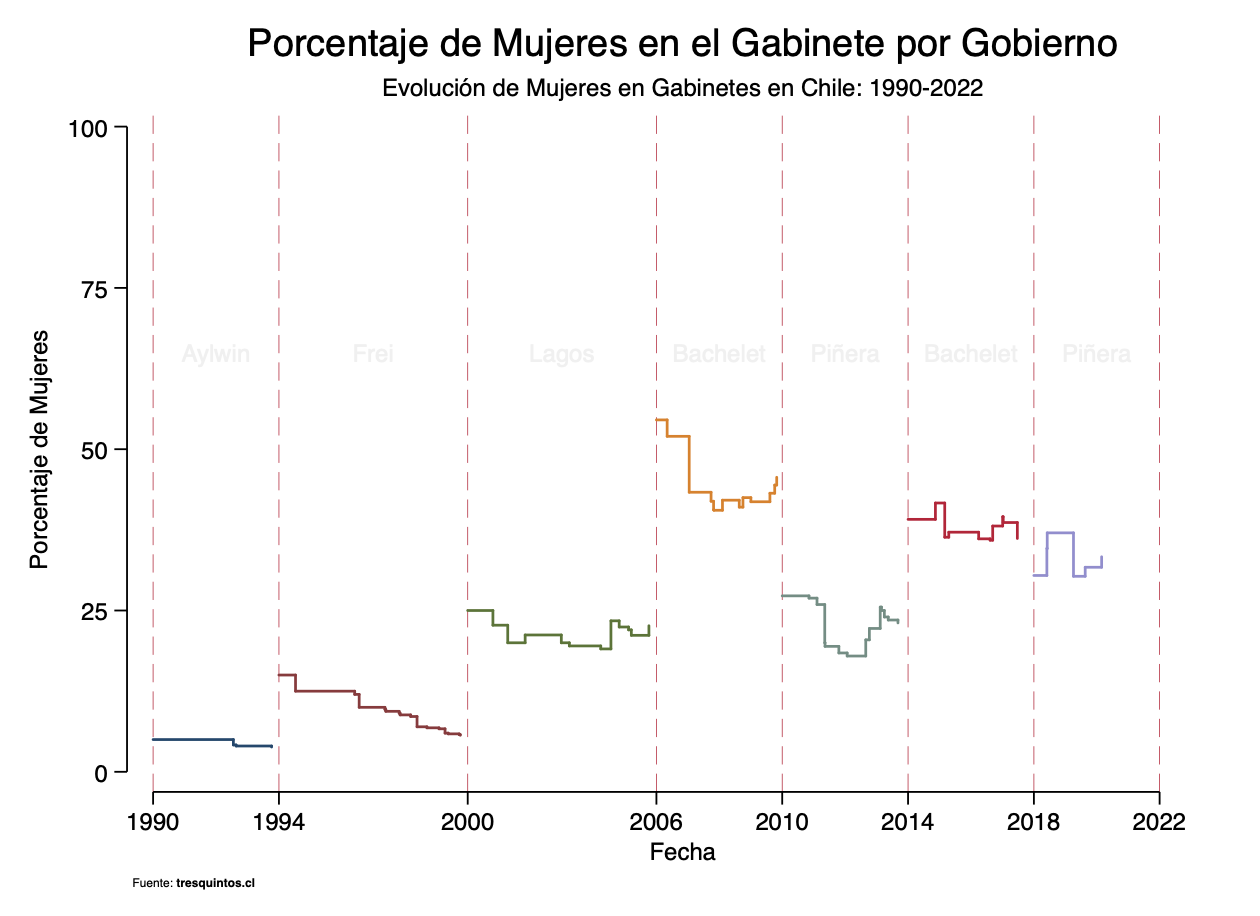 Porcentaje de Mujeres en el Gabinete por Gobierno
Evolución de Mujeres en Gabinetes en Chile: 1990-2022
Porcentaje de Mujeres
100
75
50
25
0
Aylwin Frei Lagos Bachelet Piñera Bachelet Piñera
1990 1994 2000 2006 2010 2014 2018 2022
Fecha
Fuente: tresquintos.cl